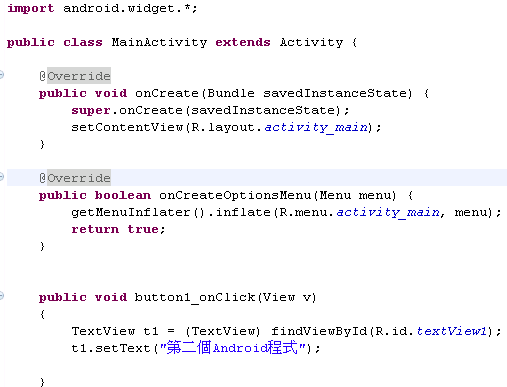 import android.widget.*;
public class MainActivity extends Activity {
@Override
public void onCreate(Bundle savedInstanceState) {
super.onCreate(savedInstanceState);
setContentView(R.layout.activity_main);
}
@Override
public boolean onCreateOptionsMenu(Menu menu) {
getMenuInflater().inflate(R.menu.activity_main, menu);
return true;
}
public void button1_onClick(View v)
{
TextView t1 = (TextView) findViewById(R.id.textView1);
t1.setText("第二個Android程式");
}